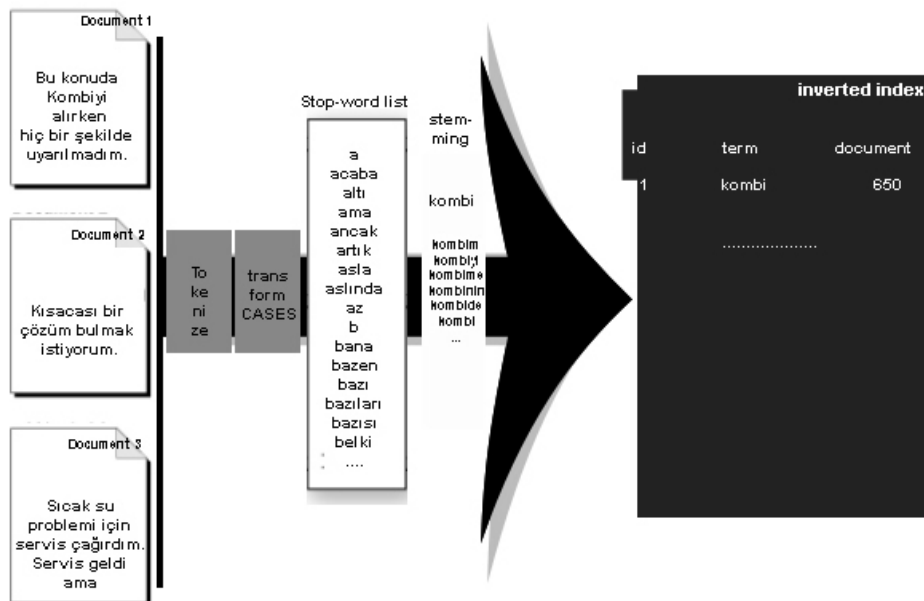 Document 1
Bu konuda
Kombiyi
alırken
hiç bir şekilde
uyarılmadım.
Document 2
Kısacası bir
çözüm bulmak
istiyorum.
Document 3
Sıcak su
problemi için
servis çağırdım.
Servis geldi
ama
To
ke
ni
ze
trans
form
CASES
Stop-word list
a
acaba
altı
ama
ancak
artık
asla
aslında
az
b
bana
bazen
bazı
bazıları
bazısı
belki
: ....
stem-
ming
kombi
kombim
kombiyi
kombime
kombinin
kombide
kombi
...
inverted index
id term document
1 kombi 650
....................